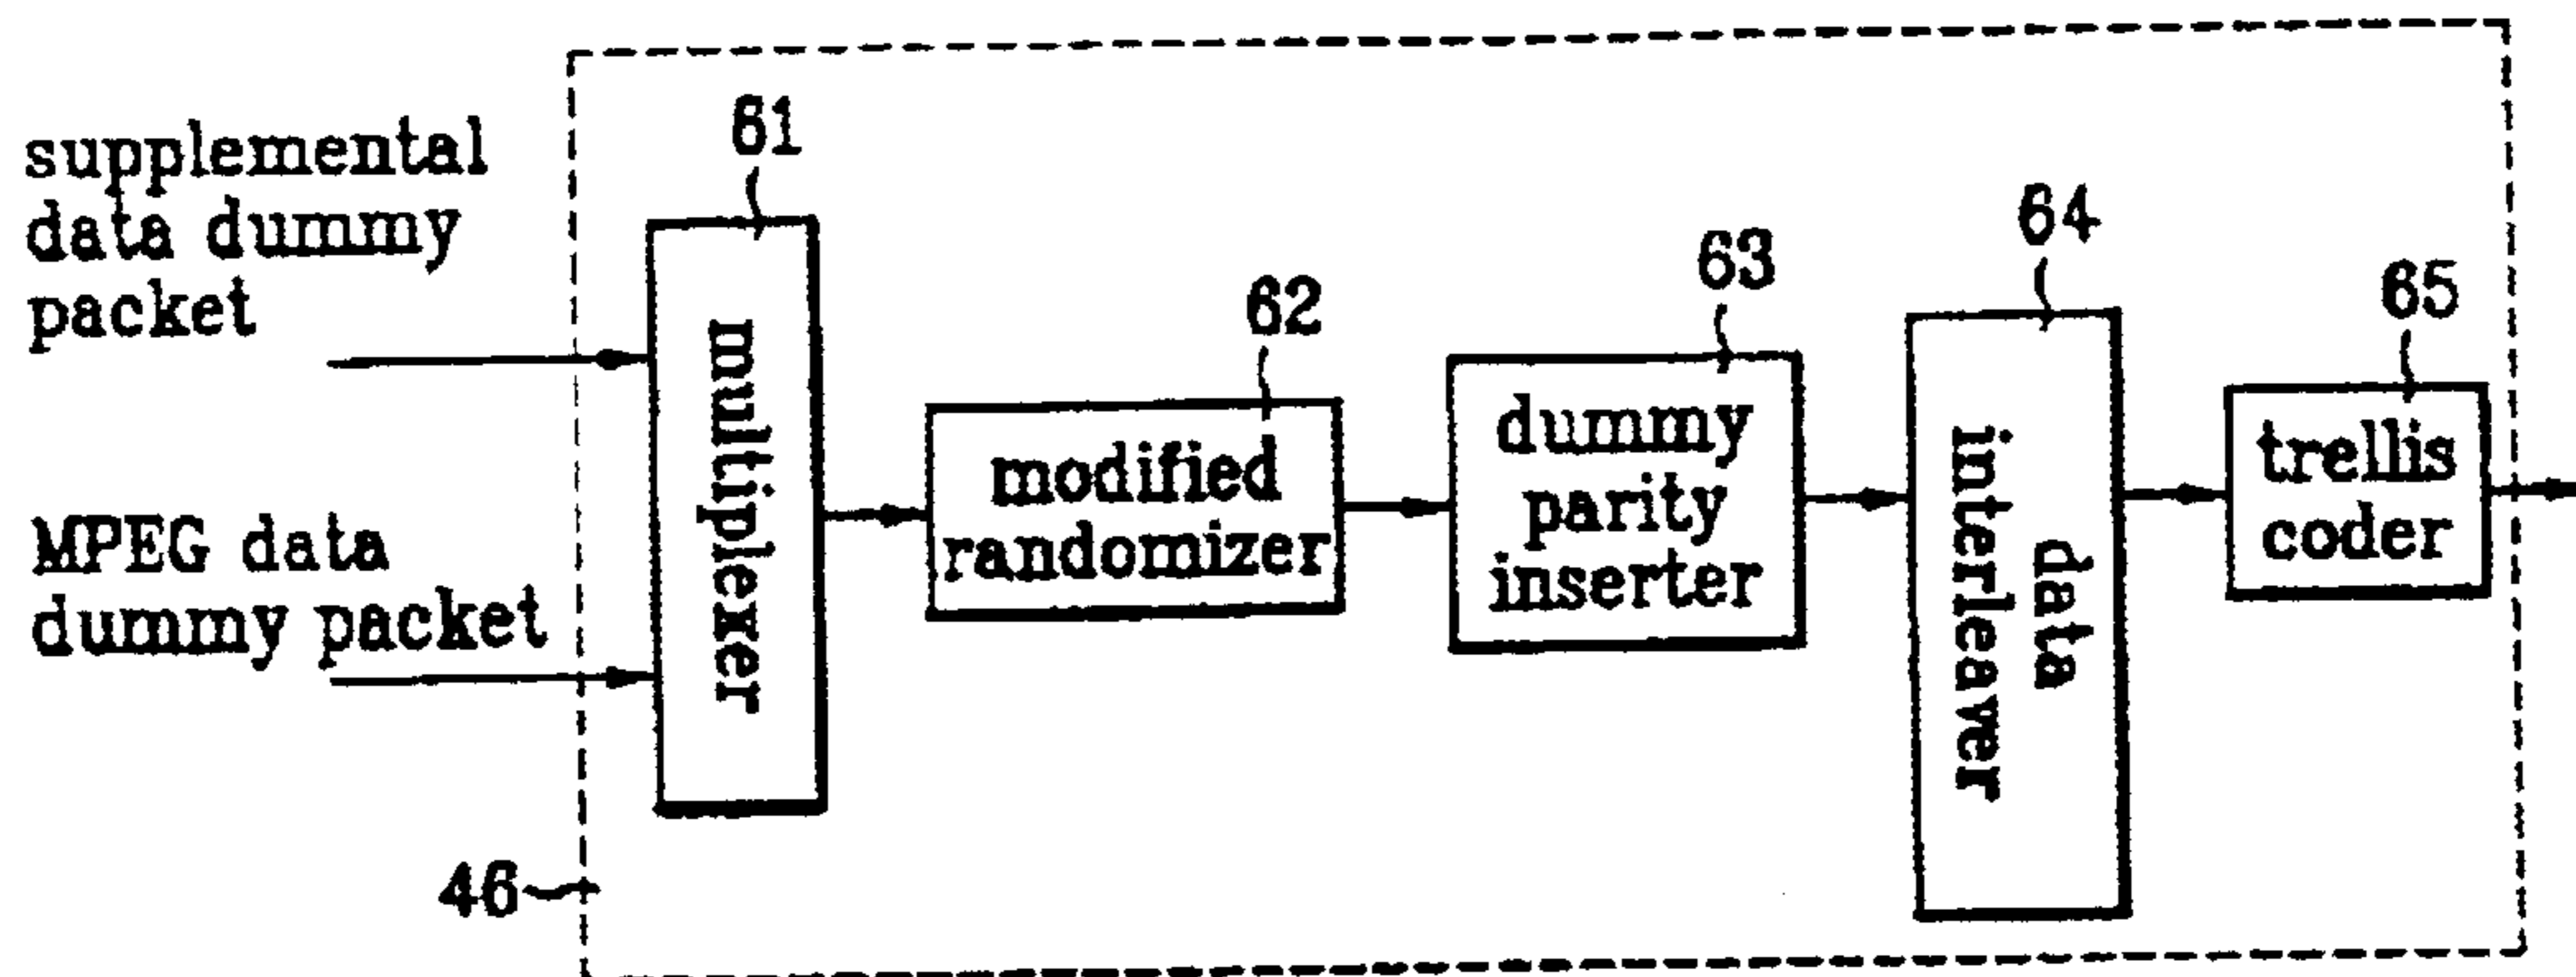 supplemental
data dummy
packet
MPEG data
dummy packet
46
61
multiplexer
62
modified
randomizer
63
dummy
parity
inserter
64
data
interleaver
65
trellis
coder